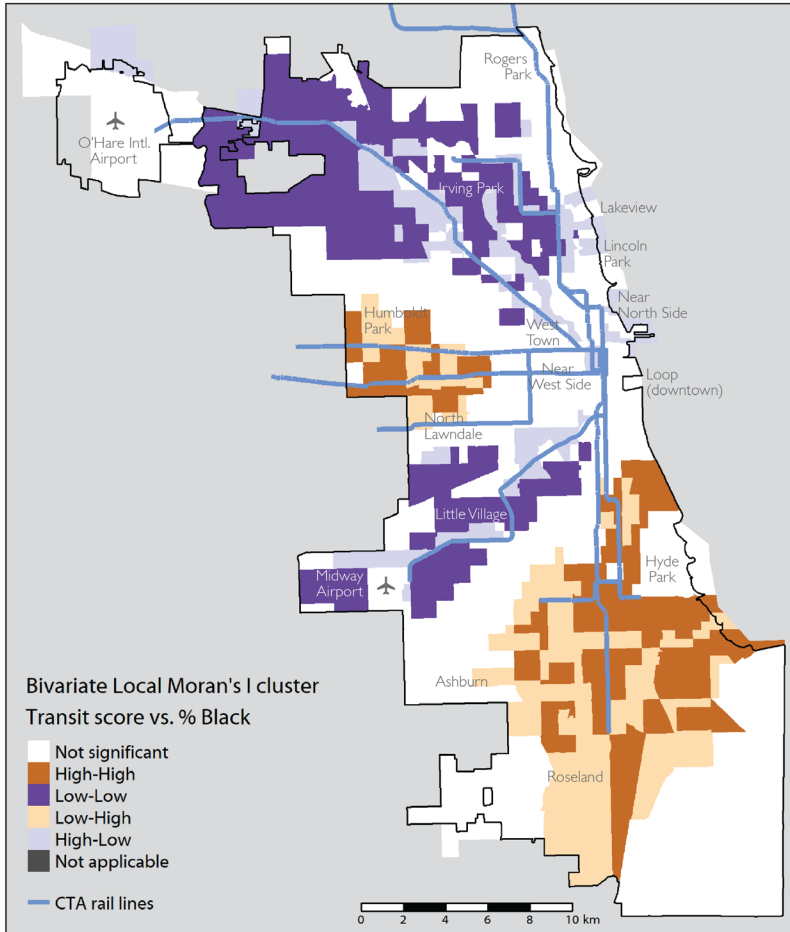 Rogers
Park
O'Hare Intl.
Airport
Irving Park
Lakeview
Lincoln
Park
Near
North Side
Humboldt
Park
West
Town
Near
West Side
Loop
(downtown)
North
Lawndale
Little Village
Hyde
Park
Midway
Airport
Ashburn
Roseland
Bivariate Local Moran's I cluster
Transit score vs. % Black
Not significant
High-High
Low-Low
Low-High
High-Low
Not applicable
CTA rail lines
0 2 4 6 8 10 km